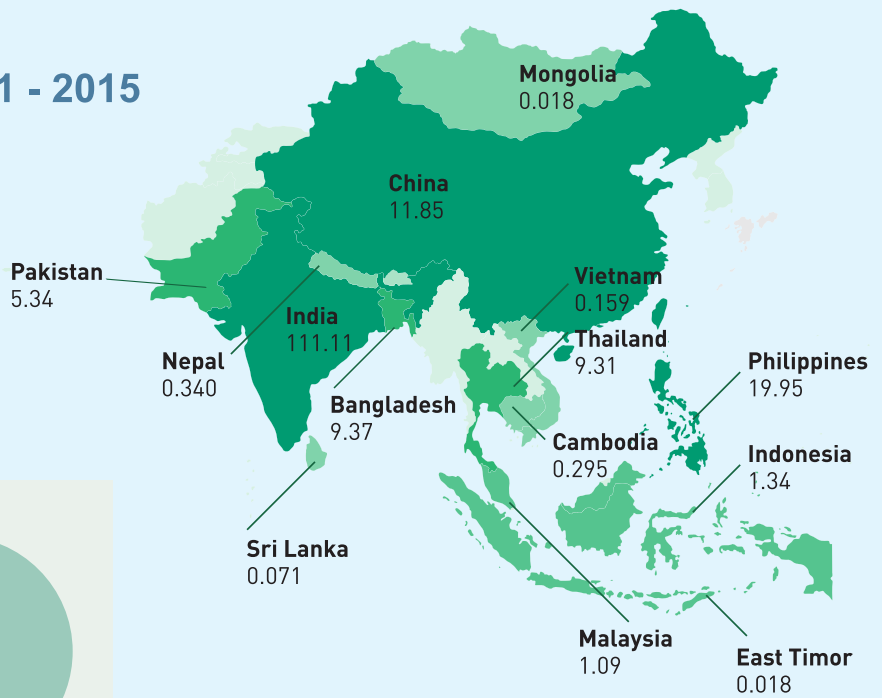 1 - 2015
Mongolia
0.018
China
11.85
Pakistan
5.34
Vietnam
0.159
India
111.11
Thailand
9.31
Nepal
0.340
Philippines
19.95
Bangladesh
9.37
Cambodia
0.295
Indonesia
1.34
Sri Lanka
0.071
Malaysia
1.09
East Timor
0.018